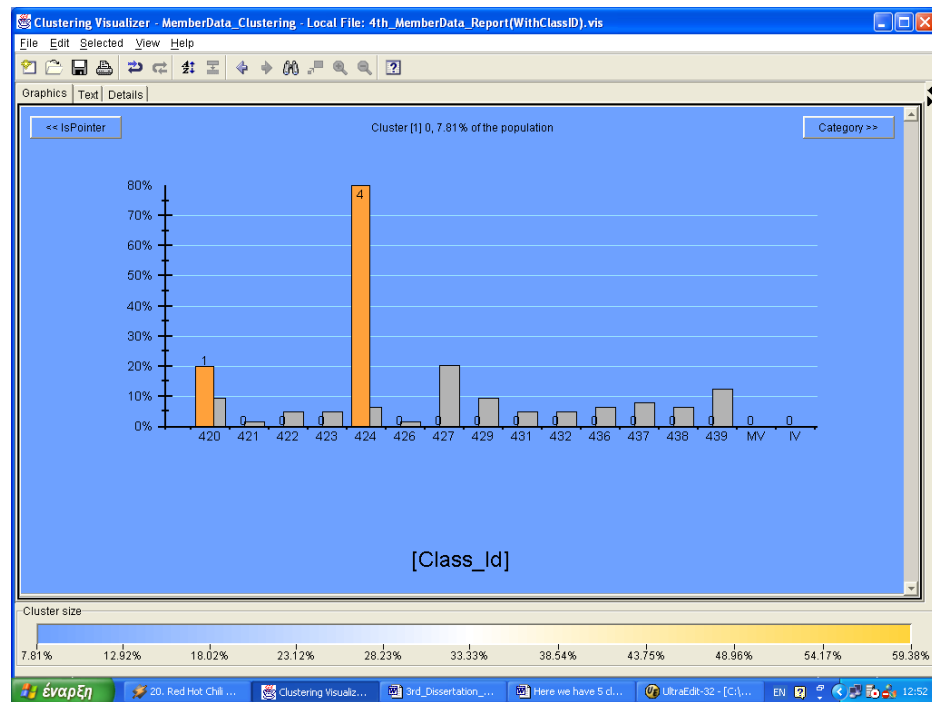 Clustering Visualizer - MemberData_Clustering - Local File: 4th_MemberData_Report(WithClassID).vis
File Edit Selected View Help
Graphics Text Details
<< IsPointer
Cluster [1] 0, 7.81% of the population
Category >>
80%
70%
60%
50%
40%
30%
20%
10%
0%
1 0 0 0 4 0 0 0 0 0 0 0 0 0 0 0
420 421 422 423 424 426 427 429 431 432 436 437 438 439 MV IV
[Class_Id]
Cluster size
7.81% 12.92% 18.02% 23.12% 28.23% 33.33% 38.54% 43.75% 48.96% 54.17% 59.38%
έναρξη 20. Red Hot Chili ... Clustering Visualiz... 3rd_Dissertation_... Here we have 5 cl... UltraEdit-32 - [C:\... EN 12:52